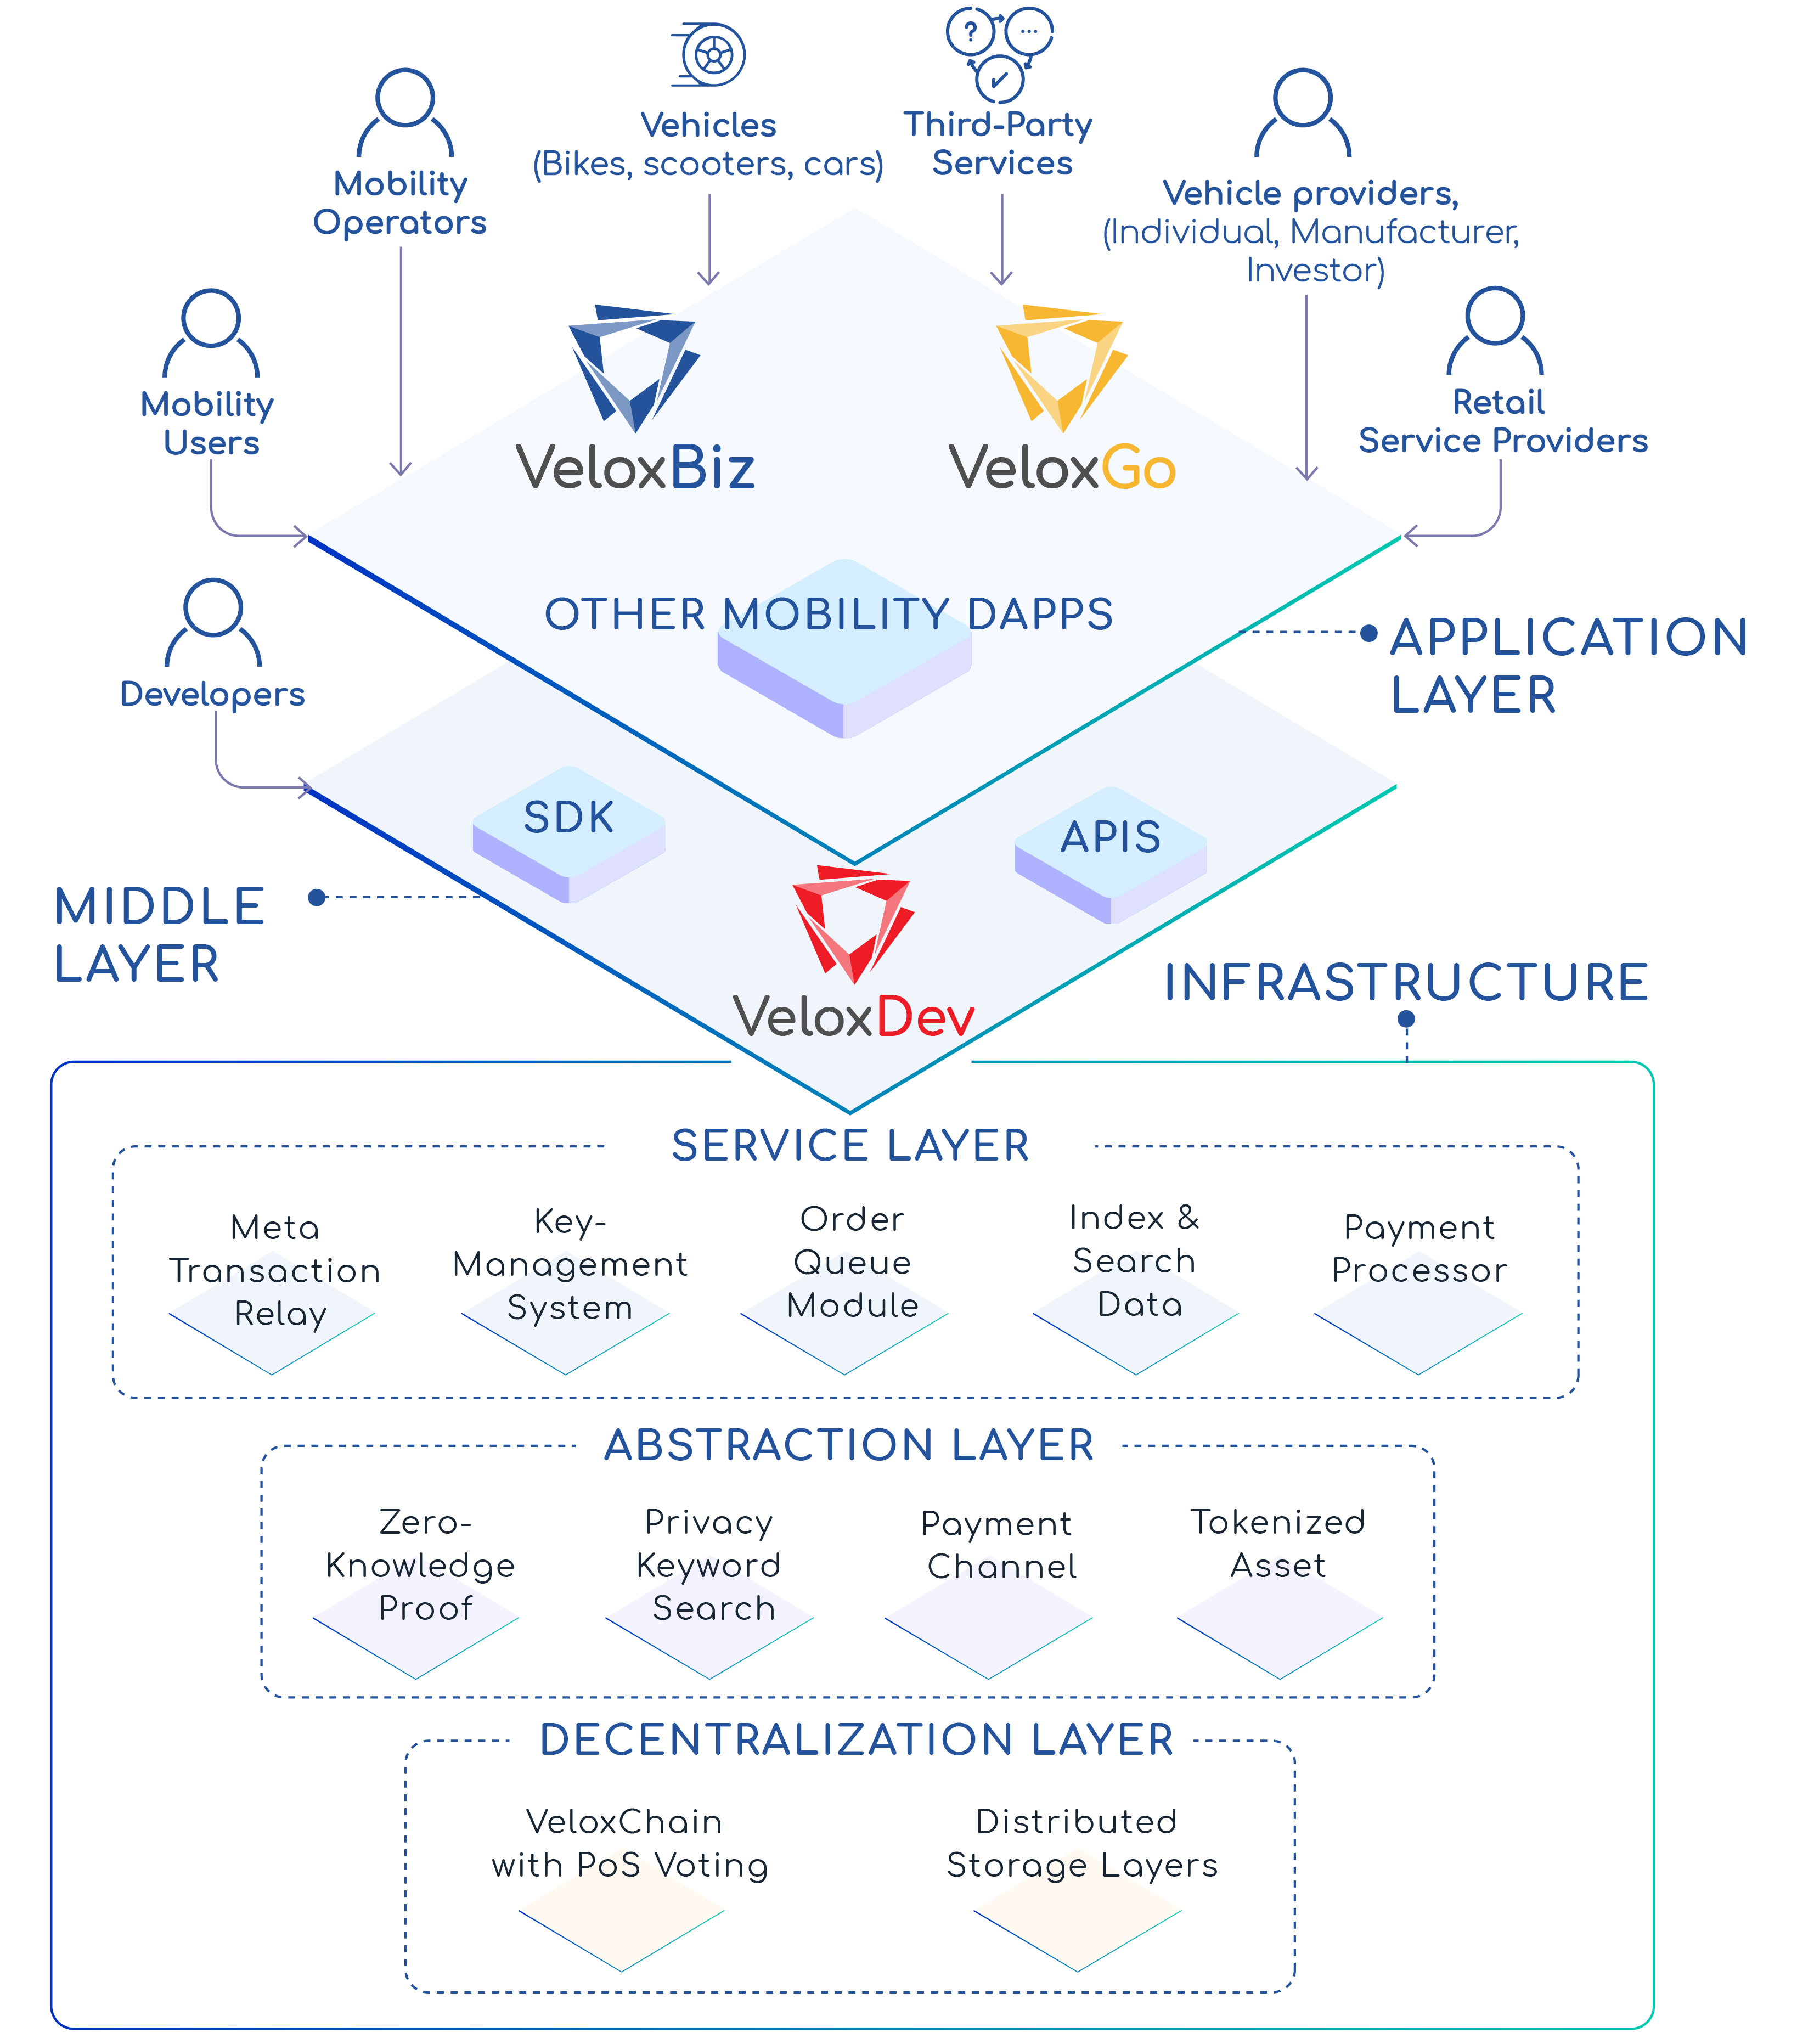 ?
...
Vehicles
(Bikes, scooters, cars)
Third-Party
Services
Mobility
Operators
Vehicle providers,
(Individual, Manufacturer,
Investor)
Mobility
Users
Retail
Service Providers
VeloxBiz
VeloxGo
OTHER MOBILITY DAPPS
APPLICATION
LAYER
Developers
SDK
APIS
MIDDLE
LAYER
VeloxDev
INFRASTRUCTURE
SERVICE LAYER
Meta
Transaction
Relay
Key-
Management
System
Order
Queue
Module
Index &
Search
Data
Payment
Processor
ABSTRACTION LAYER
Zero-
Knowledge
Proof
Privacy
Keyword
Search
Payment
Channel
Tokenized
Asset
DECENTRALIZATION LAYER
VeloxChain
with PoS Voting
Distributed
Storage Layers